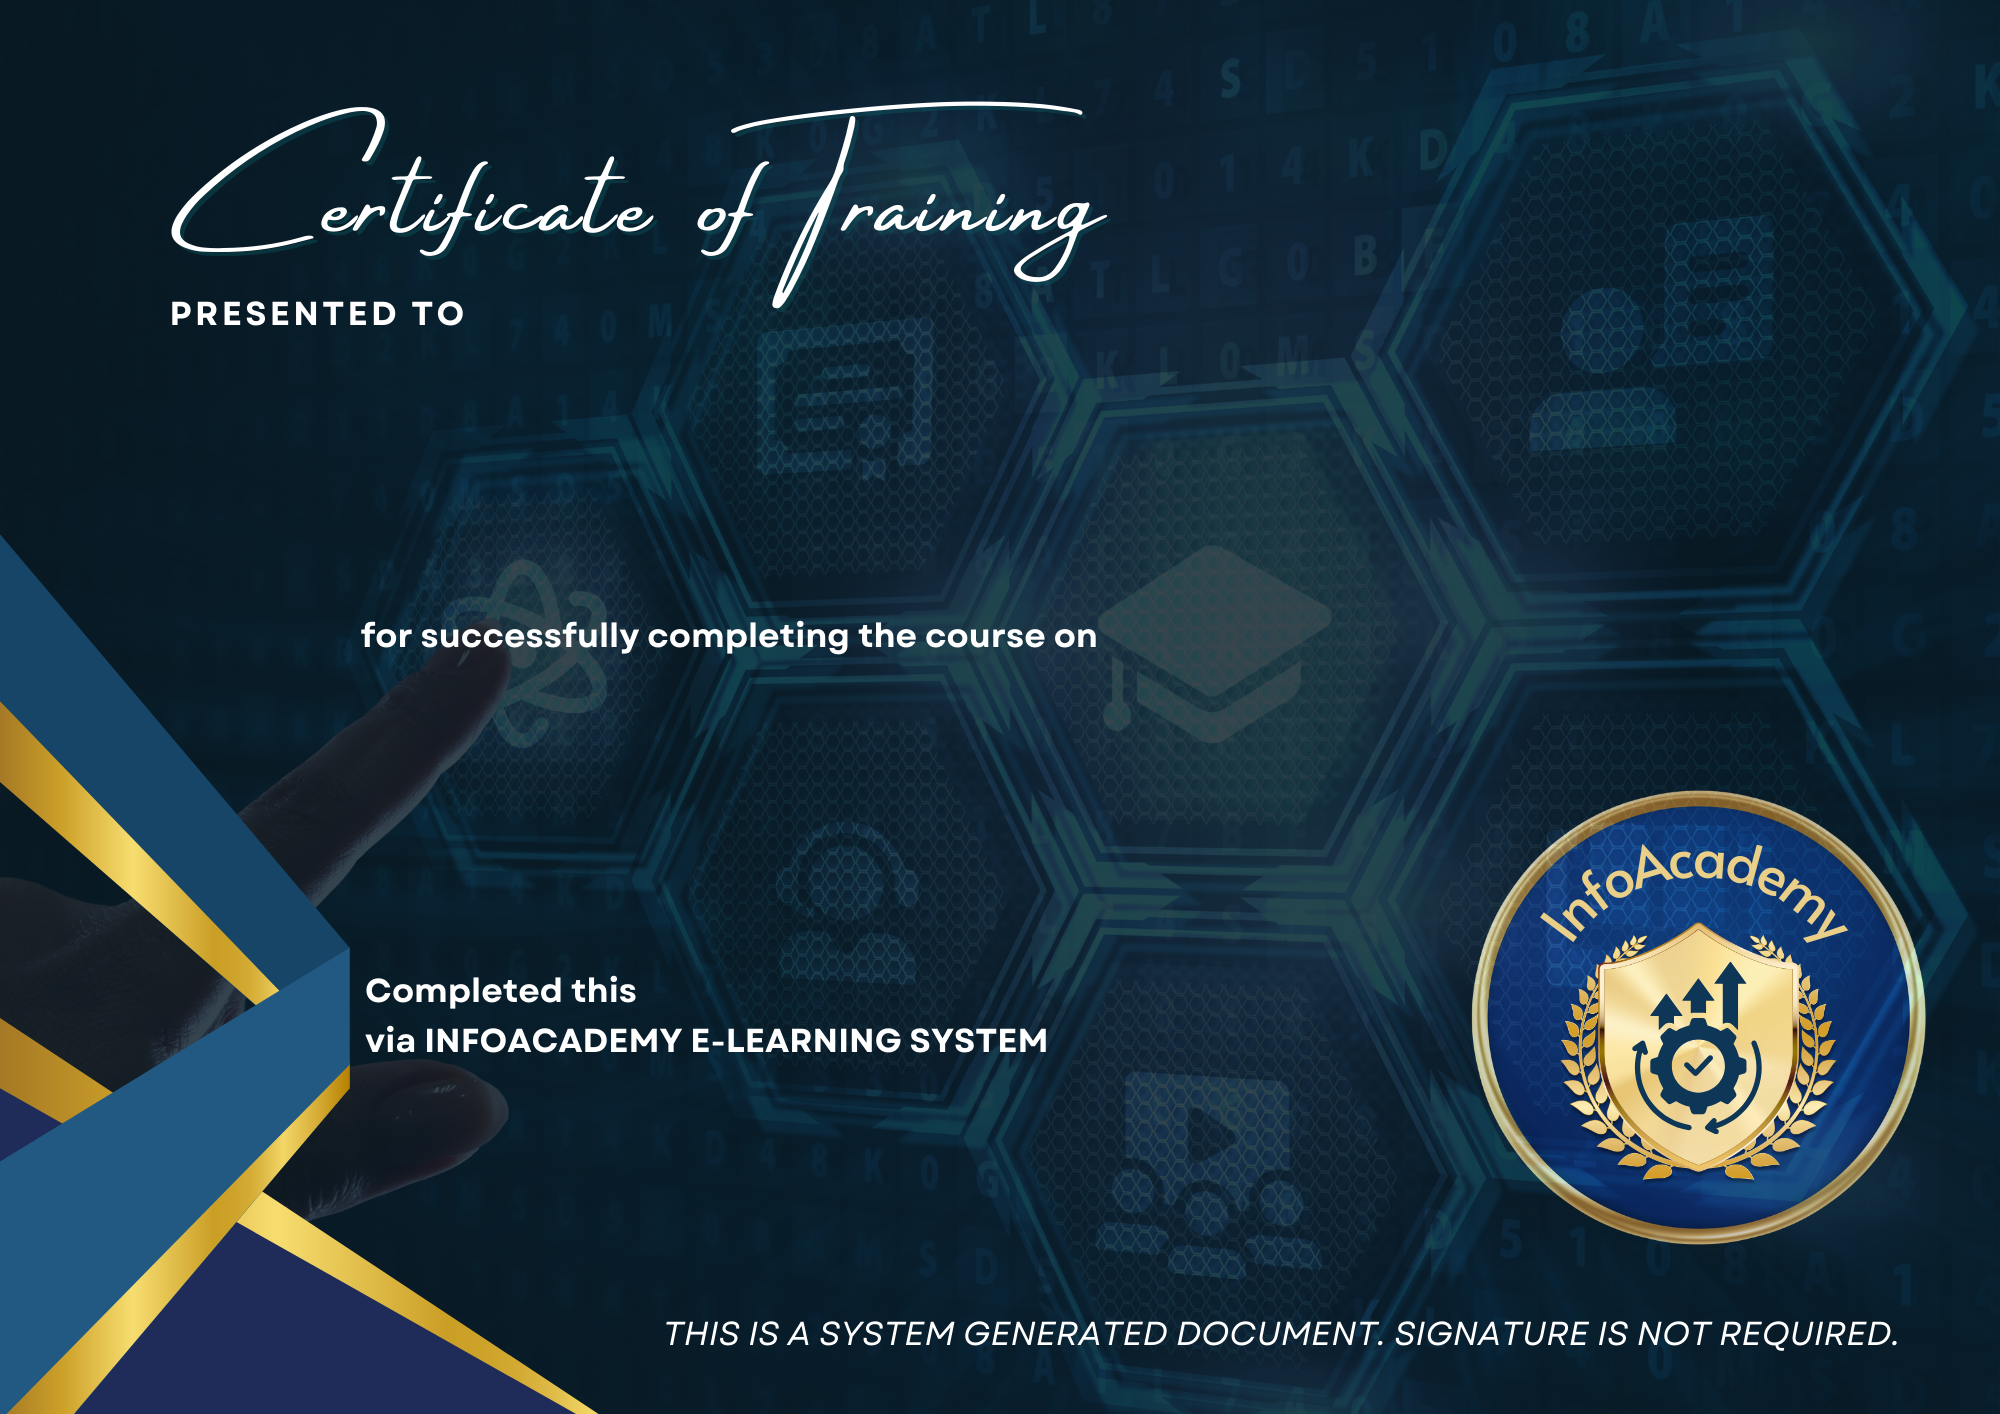 Certificate of Training
PRESENTED TO
for successfully completing the course on
InfoAcademy
Completed this
via INFOACADEMY E-LEARNING SYSTEM
THIS IS A SYSTEM GENERATED DOCUMENT. SIGNATURE IS NOT REQUIRED.